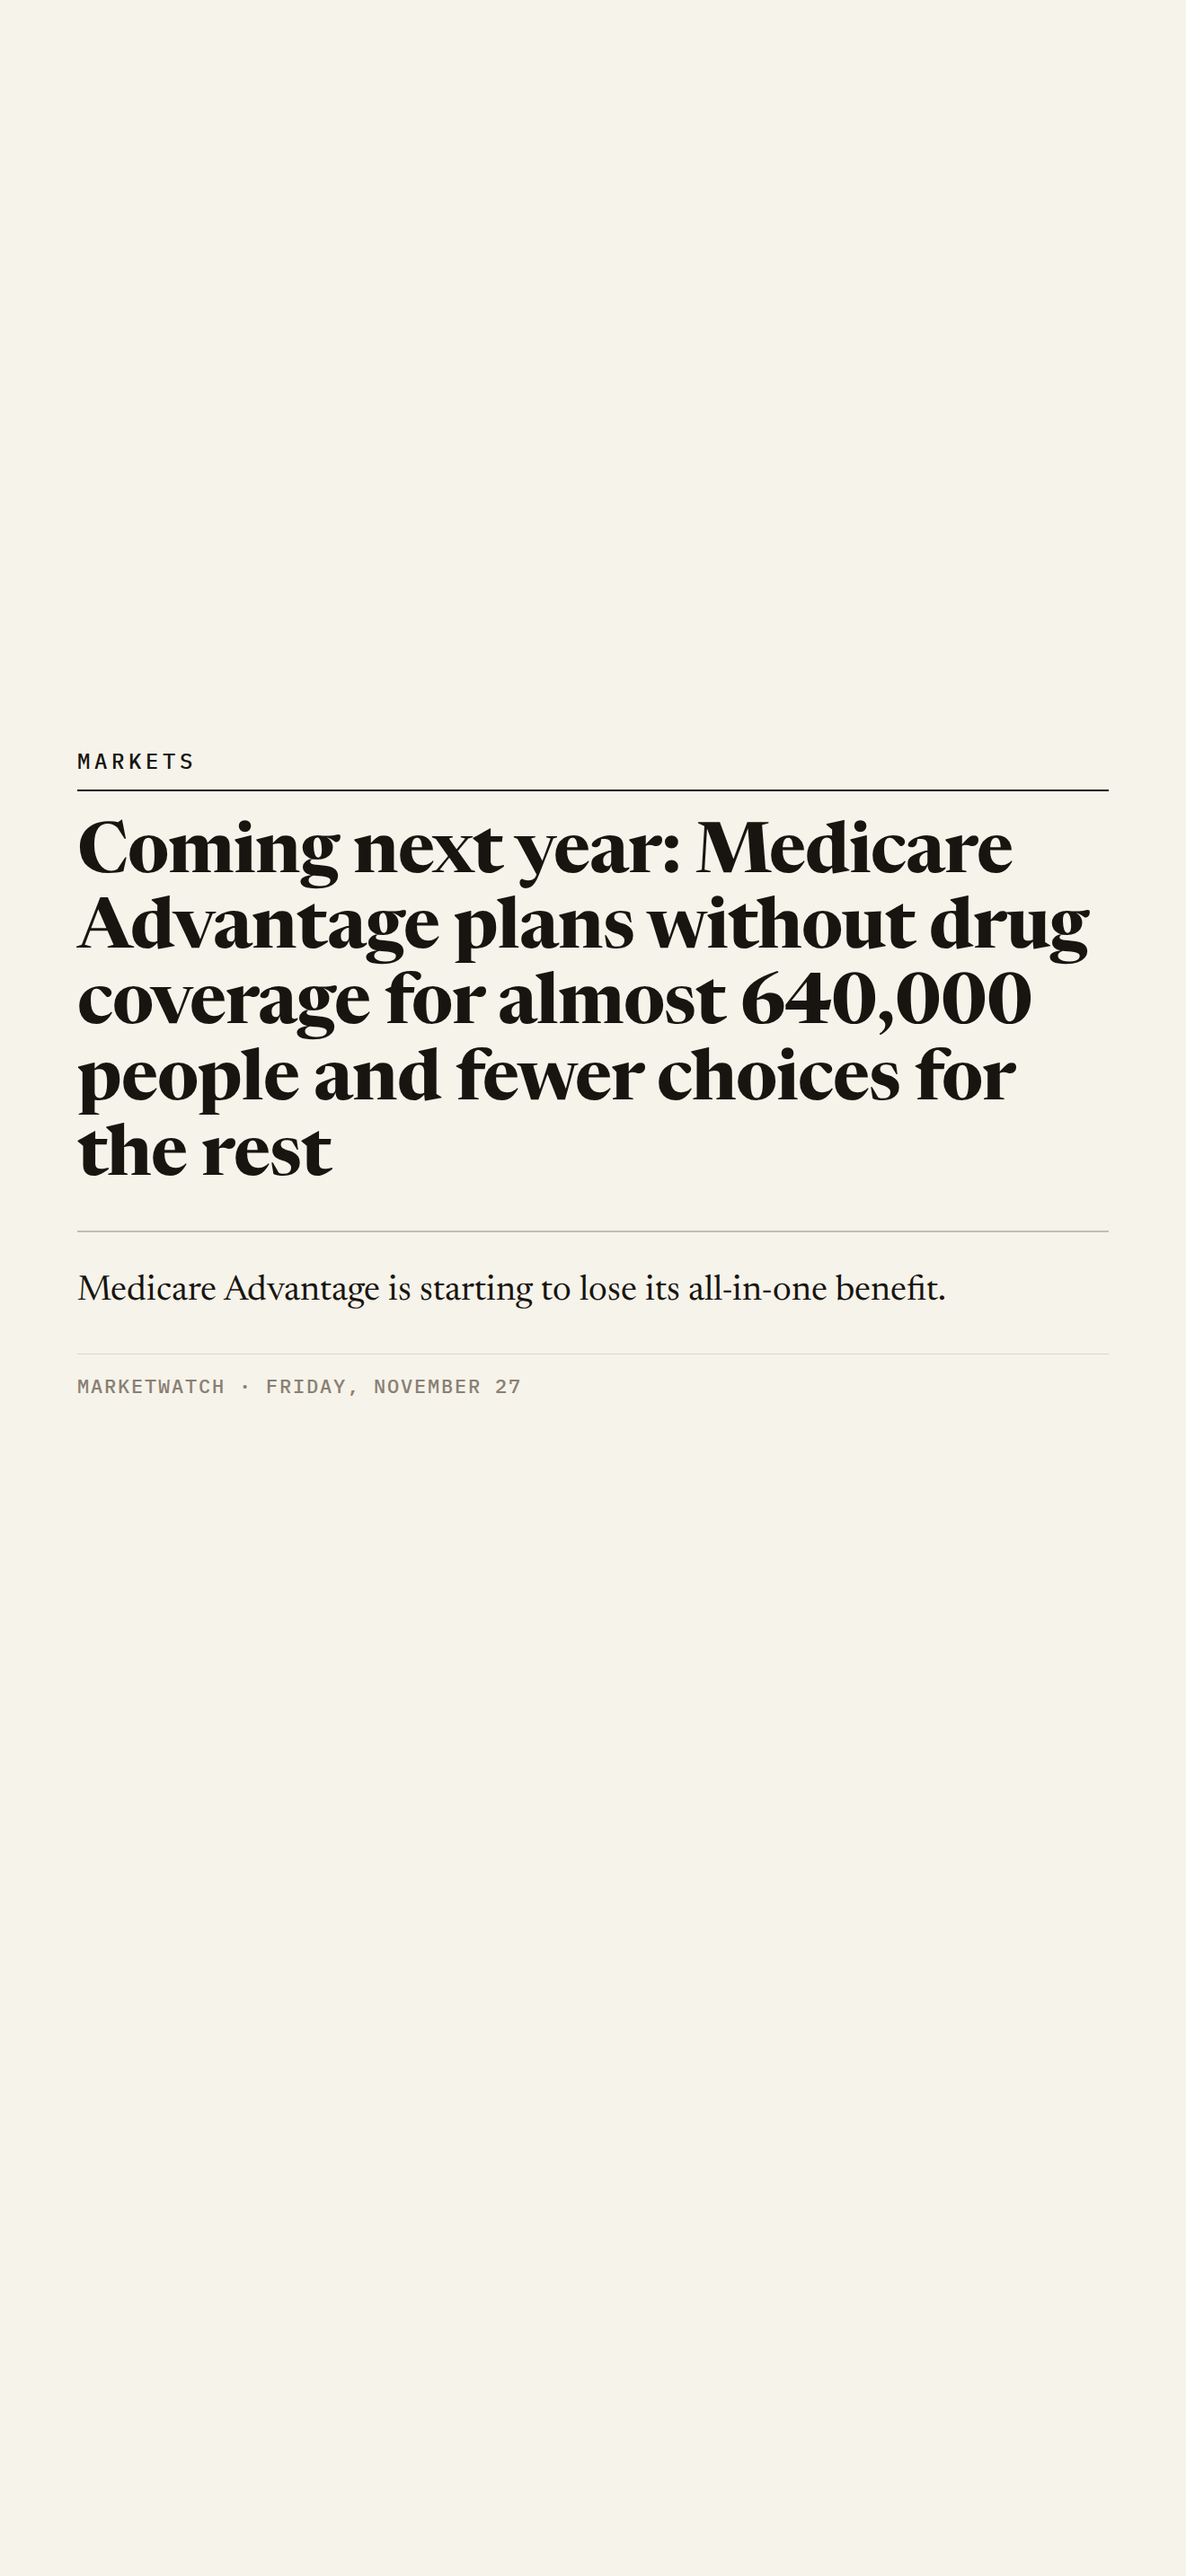 MARKETS
Coming next year: Medicare
Advantage plans without drug
coverage for almost 640,000
people and fewer choices for
the rest
Medicare Advantage is starting to lose its all-in-one benefit.
MARKETWATCH · FRIDAY, NOVEMBER 27